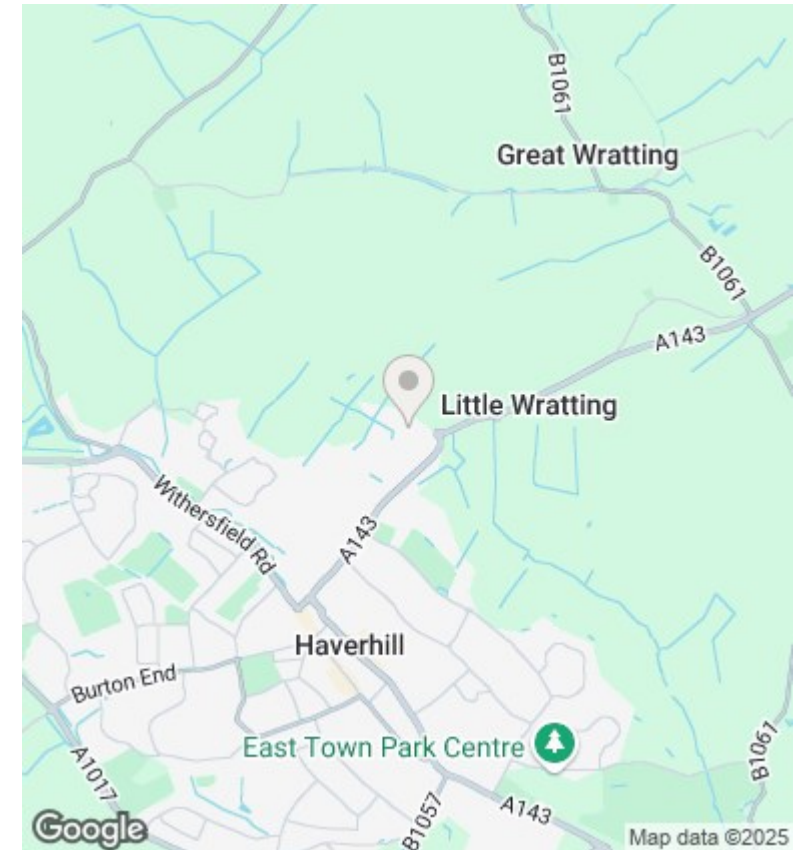 B1061
Great Wratting
B1061
A143
Little Wratting
Withersfield Rd
A143
Haverhill
Burton End
East Town Park Centre
A1017
B1061
B1057
A143
Google
Map data ©2025